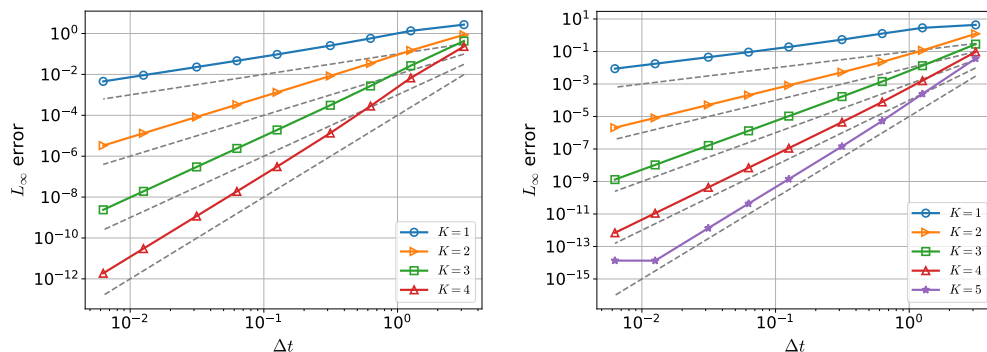 10^0
10^{-2}
10^{-4}
10^{-6}
10^{-8}
10^{-10}
10^{-12}
L_∞ error
10^{-2}
10^{-1}
10^0
Δt
K = 1
K = 2
K = 3
K = 4
10^1
10^{-1}
10^{-3}
10^{-5}
10^{-7}
10^{-9}
10^{-11}
10^{-13}
10^{-15}
L_∞ error
10^{-2}
10^{-1}
10^0
Δt
K = 1
K = 2
K = 3
K = 4
K = 5